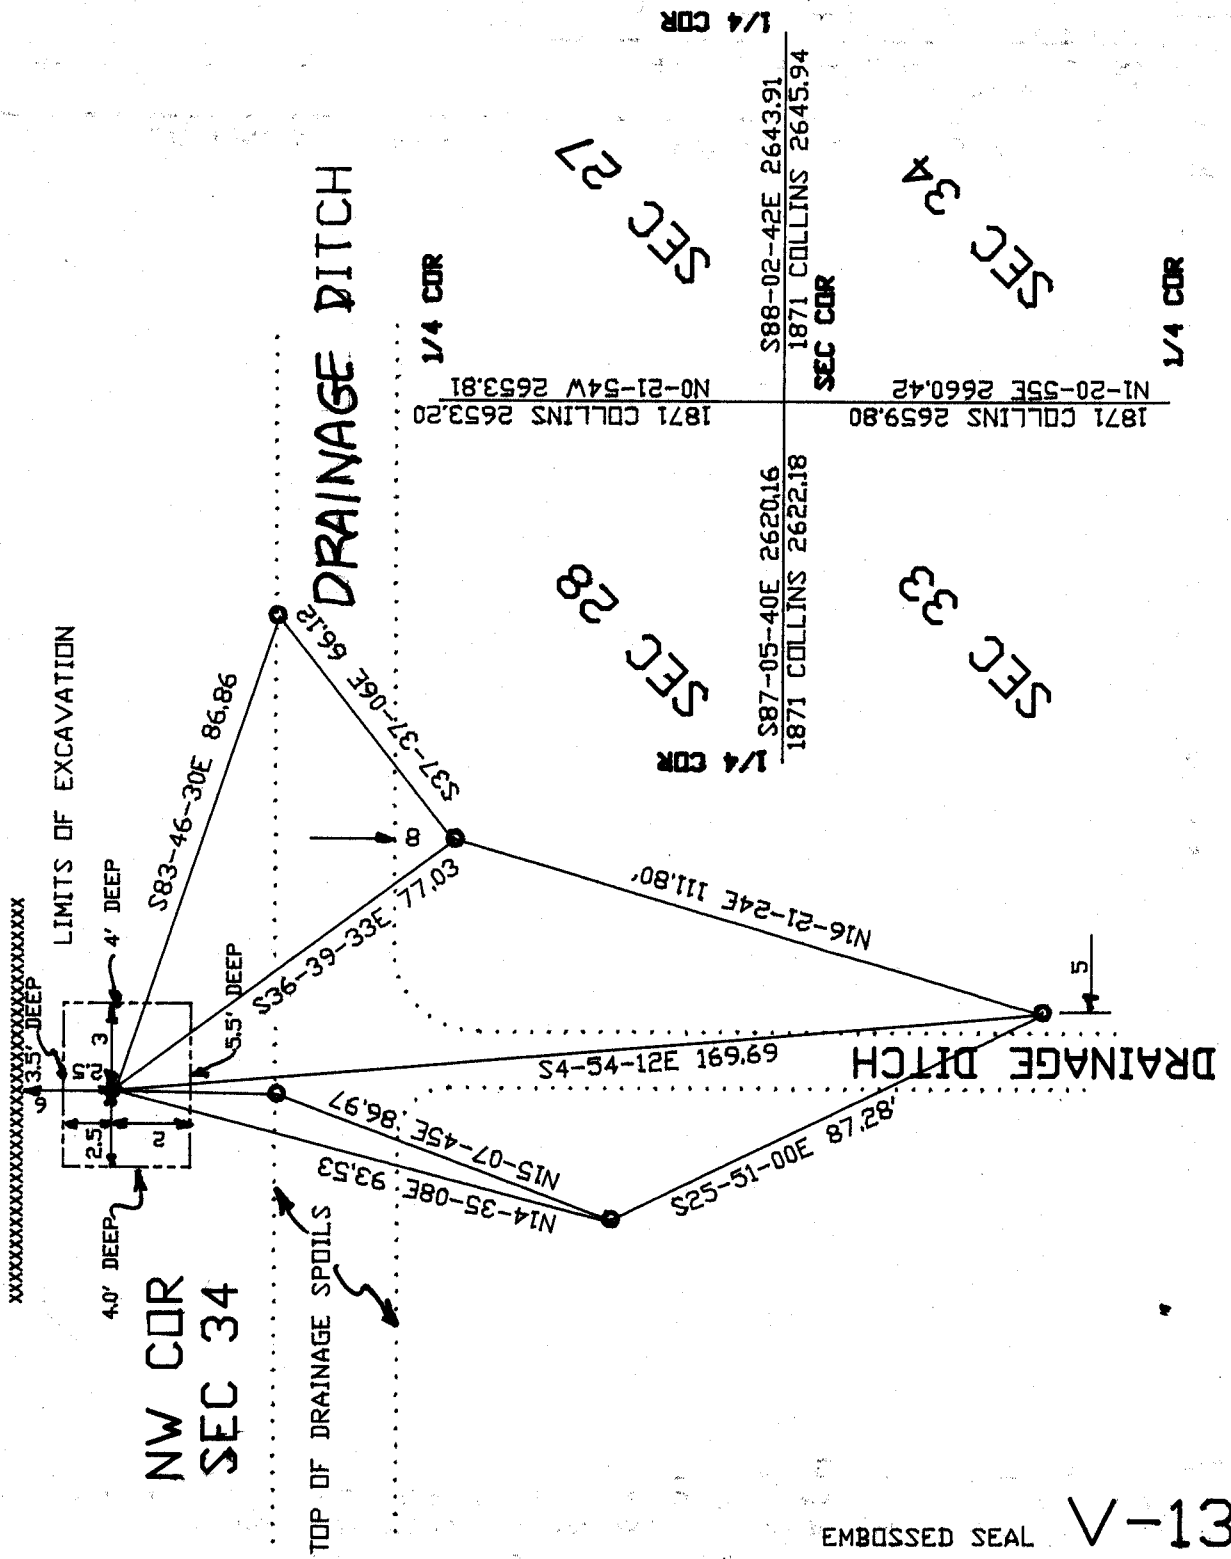 xxxxxxxxxxxxxxxxxxxxxxxxxxxxxxxxxxxx
3.5' DEEP
9
LIMITS OF EXCAVATION
4' DEEP
4.0' DEEP
5.5' DEEP
2.5
2.5
3
2
NW COR
SEC 34
TOP OF DRAINAGE SPOILS
S83-46-30E 86.86
S37-37-06E 66.12
S36-39-33E 77.03
8
N16-21-24E 111.80'
S4-54-12E 169.69
N15-07-45E 86.97
N14-35-08E 93.53
S25-51-00E 87.28'
5
DRAINAGE DITCH
DRAINAGE DITCH
1/4 COR
1/4 COR
1/4 COR
1/4 COR
SEC COR
SEC 28
SEC 27
SEC 33
SEC 34
1871 COLLINS 2653.20
N0-21-54W 2653.81
S88-02-42E 2643.91
1871 COLLINS 2645.94
S87-05-40E 2620.16
1871 COLLINS 2622.18
1871 COLLINS 2659.80
N1-20-55E 2660.42
EMBOSSED SEAL
V-13